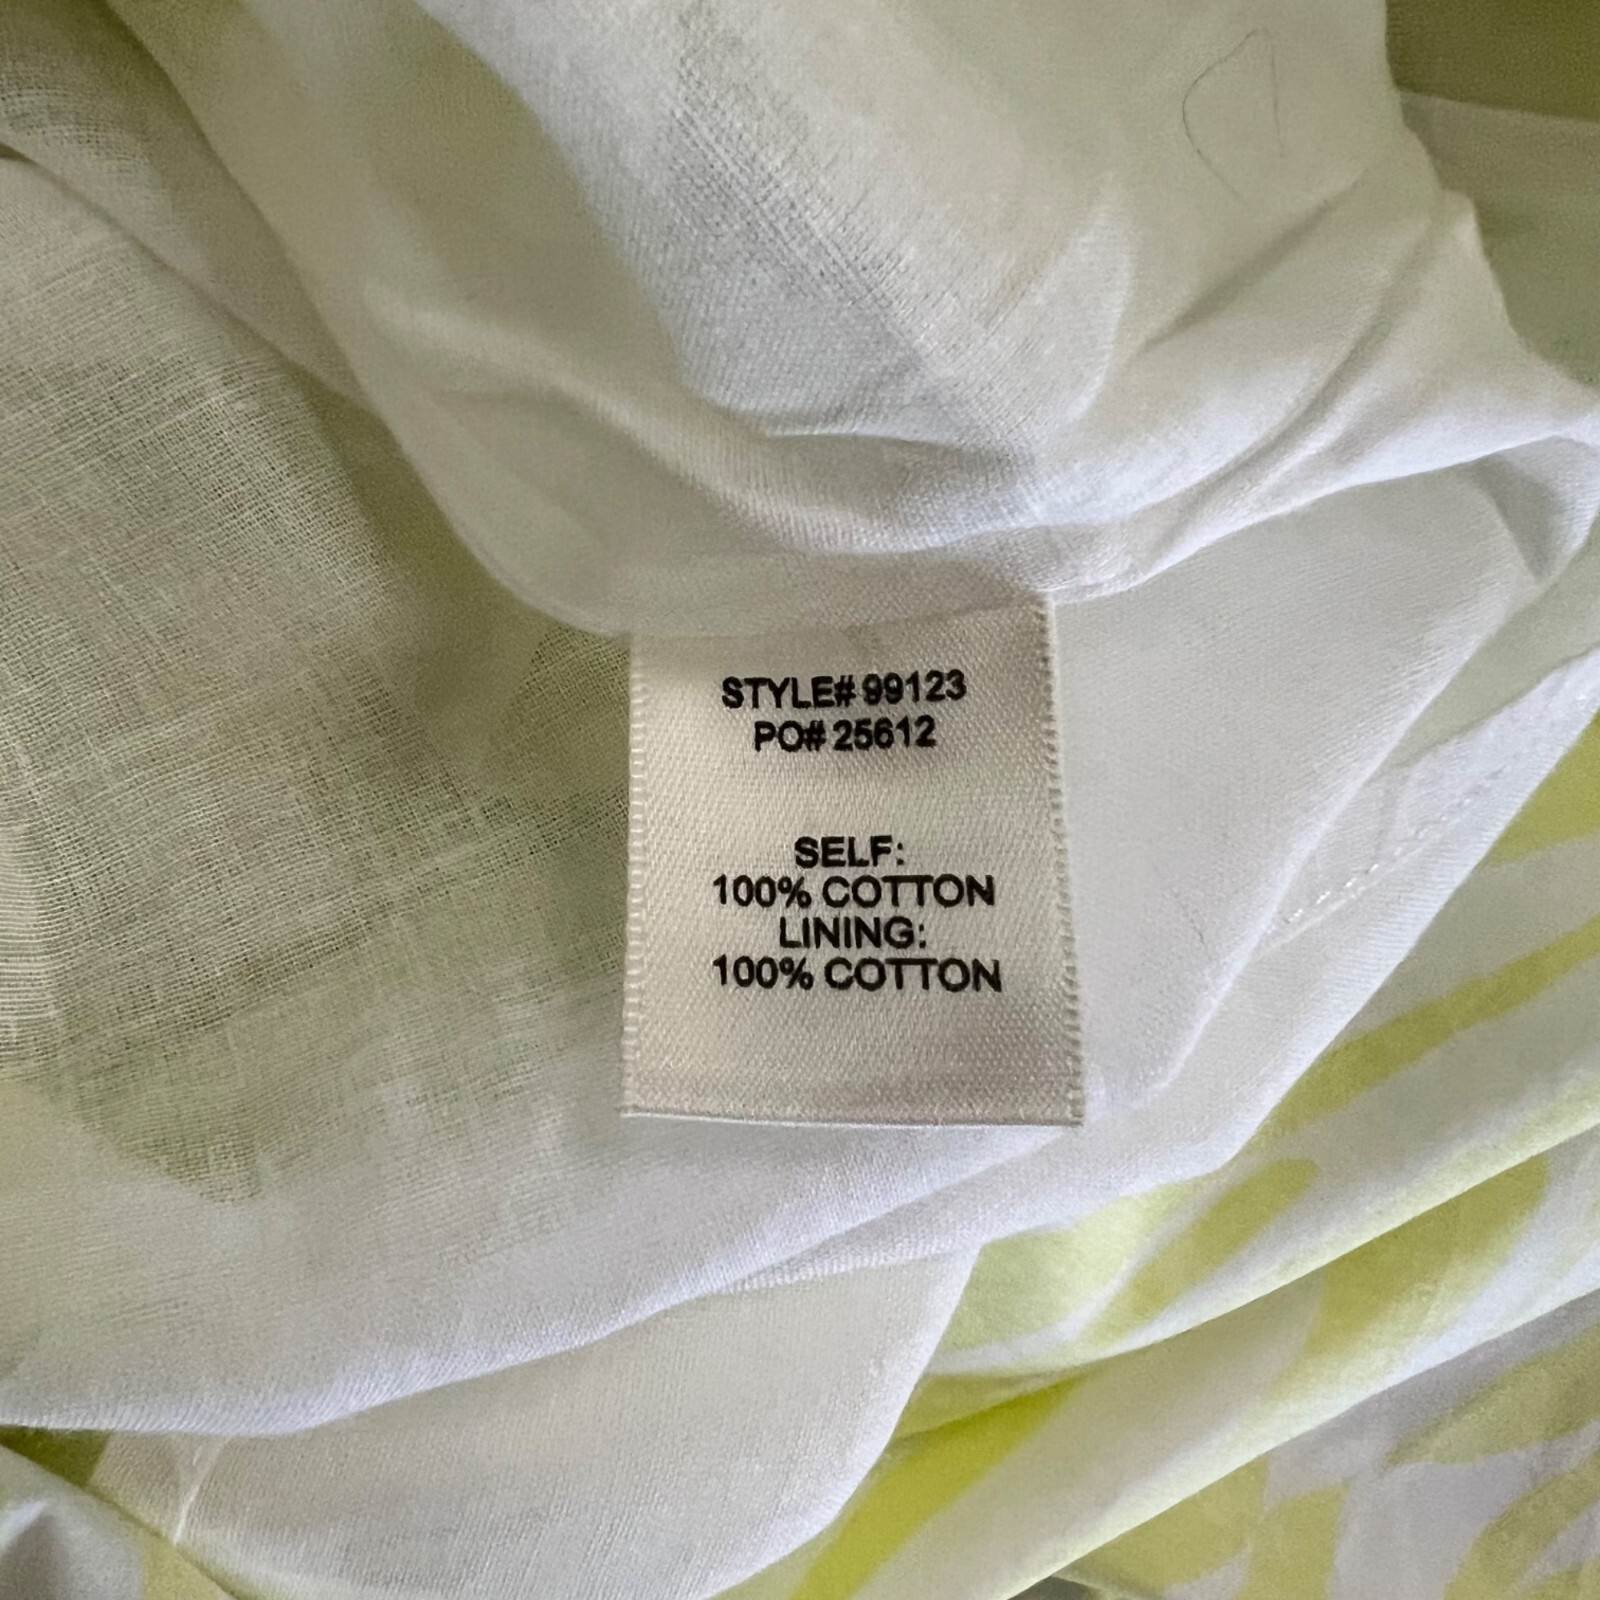 STYLE# 99123
PO# 25612
SELF:
100% COTTON
LINING:
100% COTTON